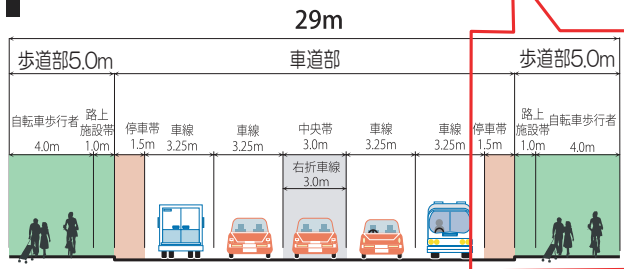 29m
歩道部5.0m
車道部
歩道部5.0m
自転車歩行者
4.0m
路上
施設帯
1.0m
停車帯
1.5m
車線
3.25m
車線
3.25m
中央帯
3.0m
右折車線
3.0m
車線
3.25m
車線
3.25m
停車帯
1.5m
路上
施設帯
1.0m
自転車歩行者
4.0m